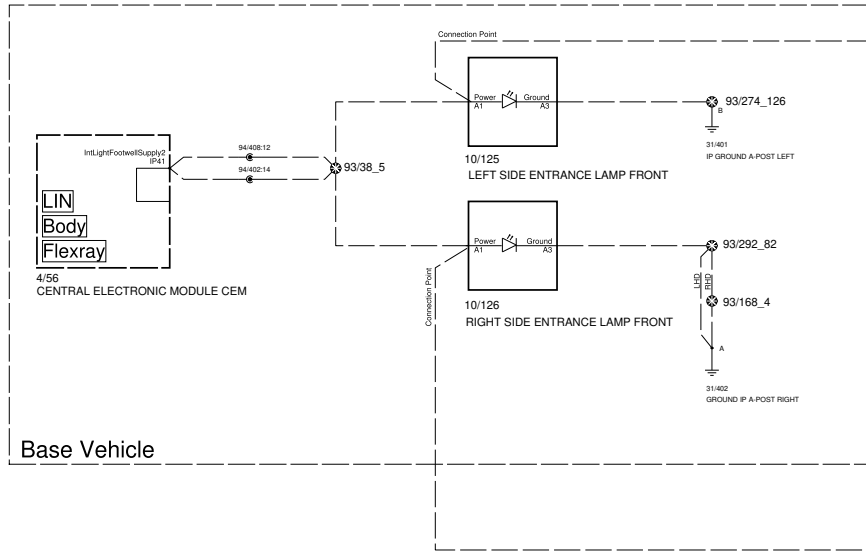 Connection Point
Power
A1
Ground
A3
93/274_126
B
31/401
IP GROUND A-POST LEFT
10/125
LEFT SIDE ENTRANCE LAMP FRONT
IntLightFootwellSupply2
IP41
94/408:12
94/402:14
93/38_5
LIN
Body
Flexray
4/56
CENTRAL ELECTRONIC MODULE CEM
Power
A1
Ground
A3
93/292_82
LHD
RHD
93/168_4
A
31/402
GROUND IP A-POST RIGHT
Connection Point
10/126
RIGHT SIDE ENTRANCE LAMP FRONT
Base Vehicle